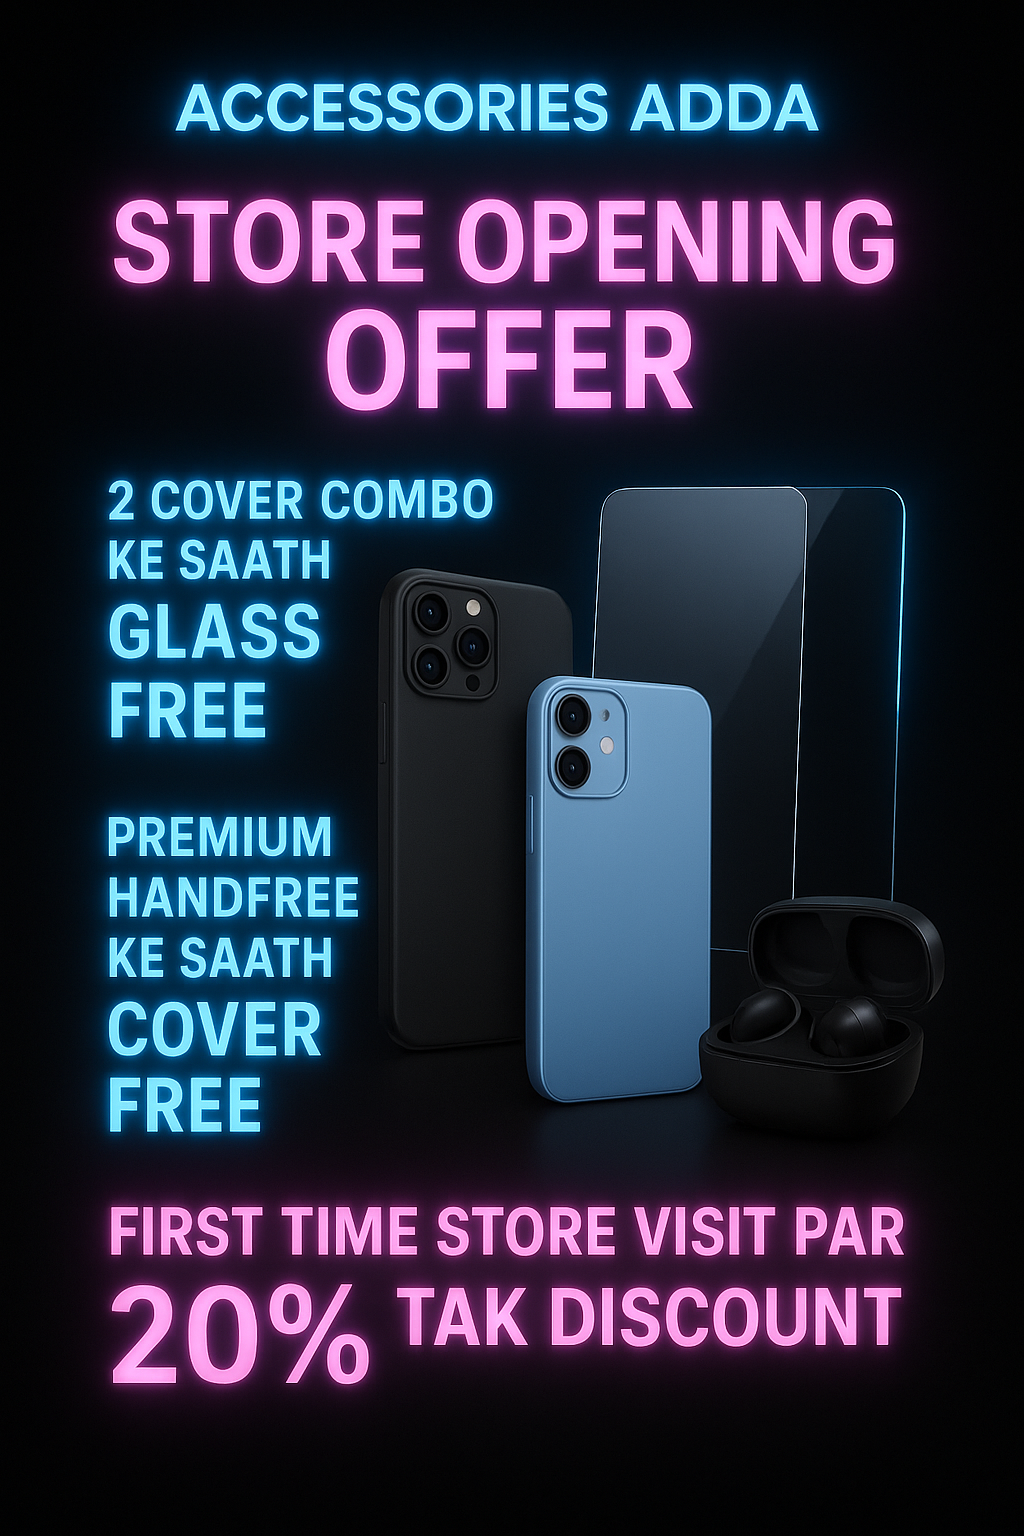 ACCESSORIES ADDA
STORE OPENING
OFFER
2 COVER COMBO
KE SAATH
GLASS
FREE
PREMIUM
HANDFREE
KE SAATH
COVER
FREE
FIRST TIME STORE VISIT PAR
20% TAK DISCOUNT